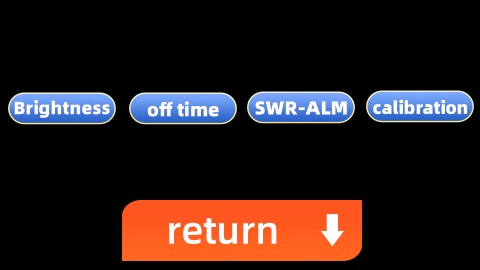 Brightness
off time
SWR-ALM
calibration
return